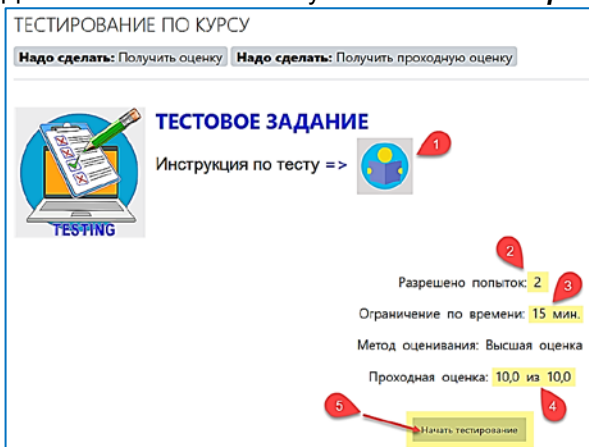 ТЕСТИРОВАНИЕ ПО КУРСУ
Надо сделать: Получить оценку Надо сделать: Получить проходную оценку
ТЕСТОВОЕ ЗАДАНИЕ
Инструкция по тесту => 1
TESTING
2
Разрешено попыток: 2 3
Ограничение по времени: 15 мин.
Метод оценивания: Высшая оценка
Проходная оценка: 10,0 из 10,0
5 4
Начать тестирование